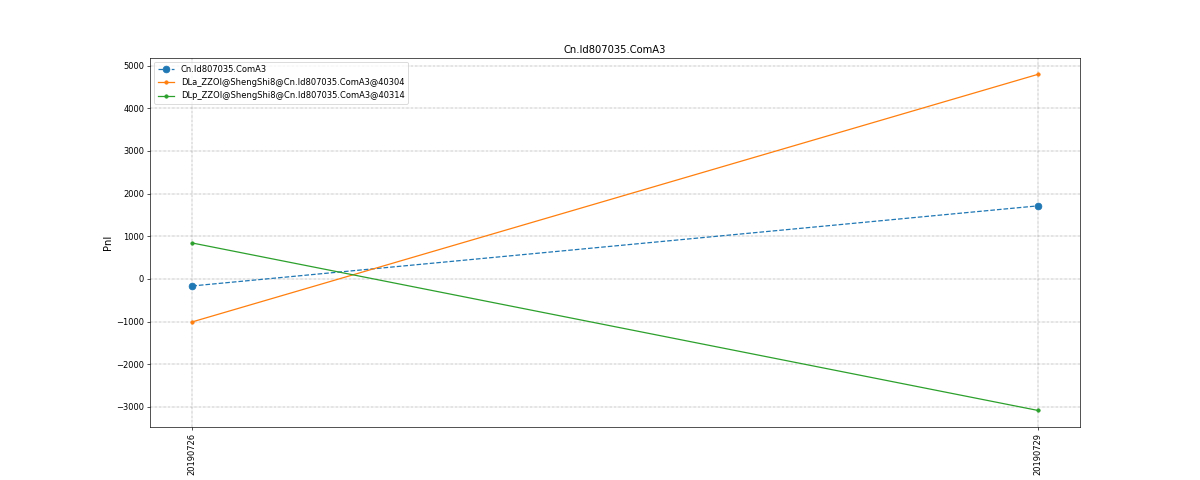 Cn.Id807035.ComA3
Cn.Id807035.ComA3
DLa_ZZOI@ShengShi8@Cn.Id807035.ComA3@40304
DLp_ZZOI@ShengShi8@Cn.Id807035.ComA3@40314
5000
4000
3000
2000
1000
0
−1000
−2000
−3000
Pnl
20190726
20190729